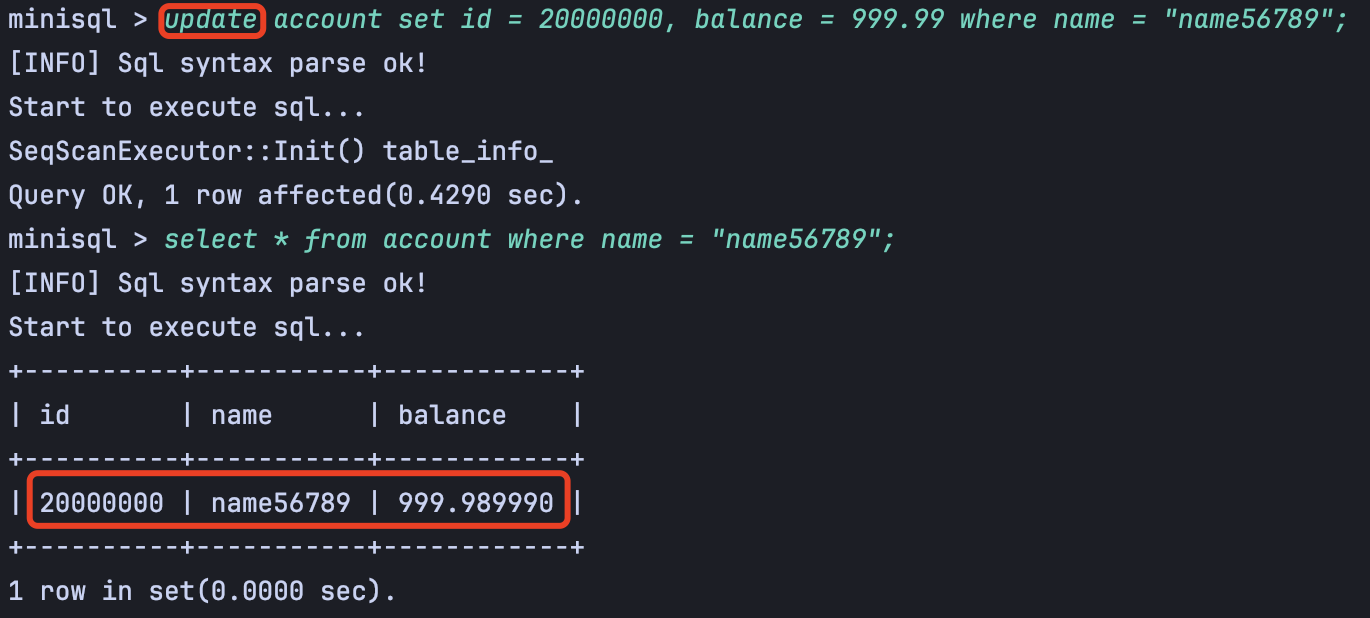 minisql > update account set id = 20000000, balance = 999.99 where name = "name56789";
[INFO] Sql syntax parse ok!
Start to execute sql...
SeqScanExecutor::Init() table_info_
Query OK, 1 row affected(0.4290 sec).
minisql > select * from account where name = "name56789";
[INFO] Sql syntax parse ok!
Start to execute sql...
+----------+-----------+------------+
| id       | name      | balance    |
+----------+-----------+------------+
| 20000000 | name56789 | 999.989990 |
+----------+-----------+------------+
1 row in set(0.0000 sec).